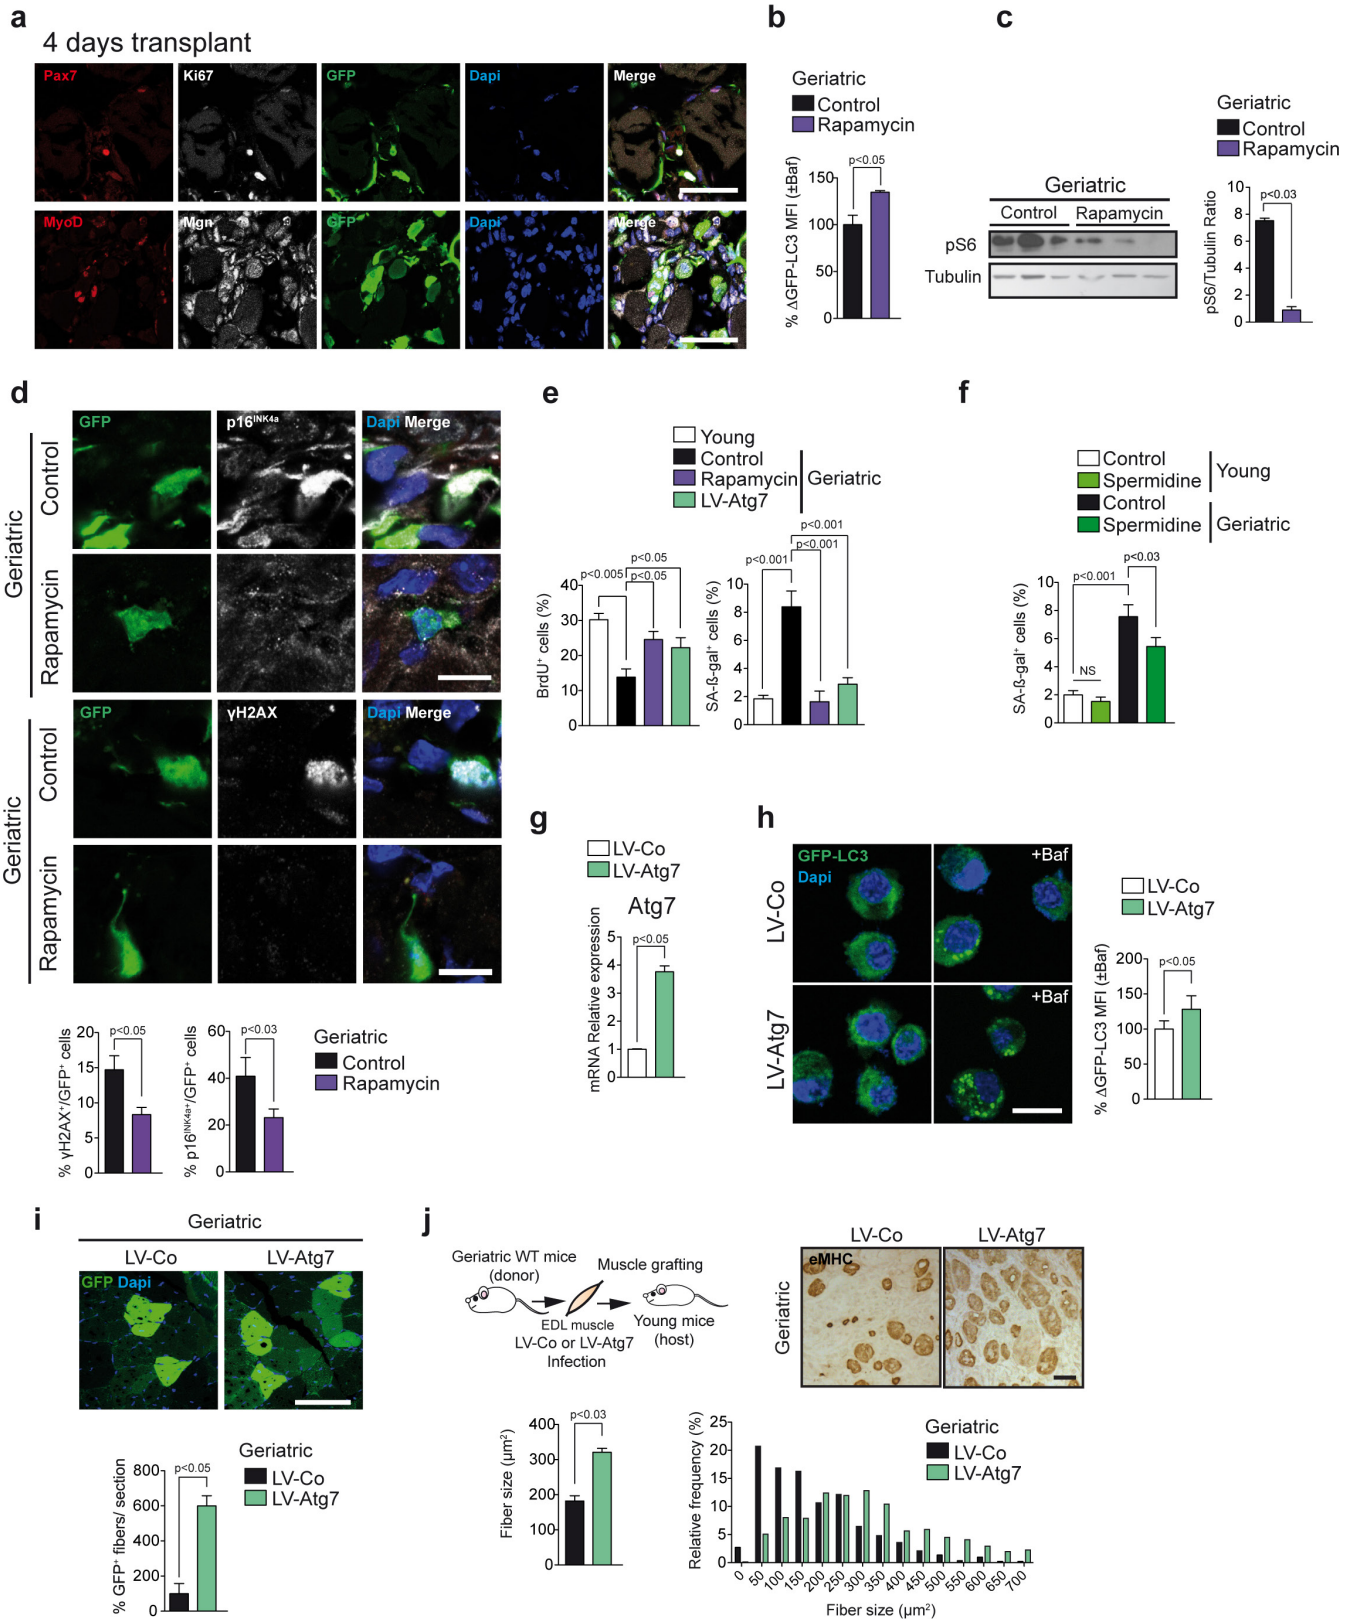 a
4 days transplant
Pax7
Ki67
GFP
Dapi
Merge
MyoD
Mgn
GFP
Dapi
Merge
b
Geriatric
Control
Rapamycin
p<0.05
% ΔGFP-LC3 MFI (±Baf)
150
100
50
0
c
Geriatric
Control Rapamycin
pS6
Tubulin
Geriatric
Control
Rapamycin
p<0.03
pS6/Tubulin Ratio
10
8
6
4
2
0
d
GFP
p16INK4a
Dapi Merge
Geriatric
Control
Rapamycin
GFP
γH2AX
Dapi Merge
Geriatric
Control
Rapamycin
% γH2AX+/GFP+ cells
20
15
10
5
0
p<0.05
% p16INK4a+/GFP+ cells
60
40
20
0
p<0.03
Geriatric
Control
Rapamycin
e
Young
Control
Rapamycin
LV-Atg7
Geriatric
BrdU+ cells (%)
40
30
20
10
0
p<0.005
p<0.05
p<0.05
SA-ß-gal+ cells (%)
10
8
6
4
2
0
p<0.001
p<0.001
p<0.001
f
Control
Spermidine
Young
Control
Spermidine
Geriatric
SA-ß-gal+ cells (%)
10
8
6
4
2
0
NS
p<0.001
p<0.03
g
LV-Co
LV-Atg7
Atg7
mRNA Relative expression
5
4
3
2
1
0
p<0.05
h
GFP-LC3
Dapi
+Baf
LV-Co
LV-Atg7
+Baf
LV-Co
LV-Atg7
% ΔGFP-LC3 MFI (±Baf)
200
150
100
50
0
p<0.05
i
Geriatric
LV-Co
LV-Atg7
GFP Dapi
Geriatric
LV-Co
LV-Atg7
% GFP+ fibers/ section
800
600
400
200
0
p<0.05
j
Geriatric WT mice
(donor)
Muscle grafting
EDL muscle
LV-Co or LV-Atg7
Infection
Young mice
(host)
LV-Co
LV-Atg7
Geriatric
eMHC
Fiber size (µm2)
400
300
200
100
0
p<0.03
Relative frequency (%)
25
20
15
10
5
0
Geriatric
LV-Co
LV-Atg7
0 50 100 150 200 250 300 350 400 450 500 550 600 650 700
Fiber size (µm2)